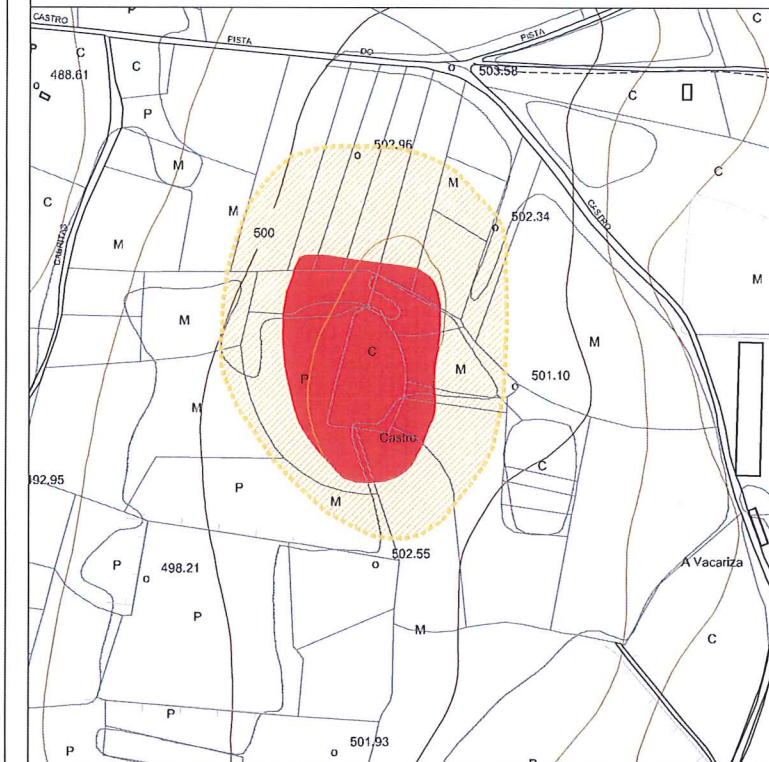 CASTRO
P
C
PISTA
DO
PISTA
P
C
C
503.58
488.61
C
P
502.96
M
M
C
C
M
CASTRO
502.34
CABRITAS
M
500
M
M
M
C
M
P
501.10
M
Castro
C
492.95
P
M
502.55
A Vacariza
P
498.21
P
M
C
P
501.93
P
P